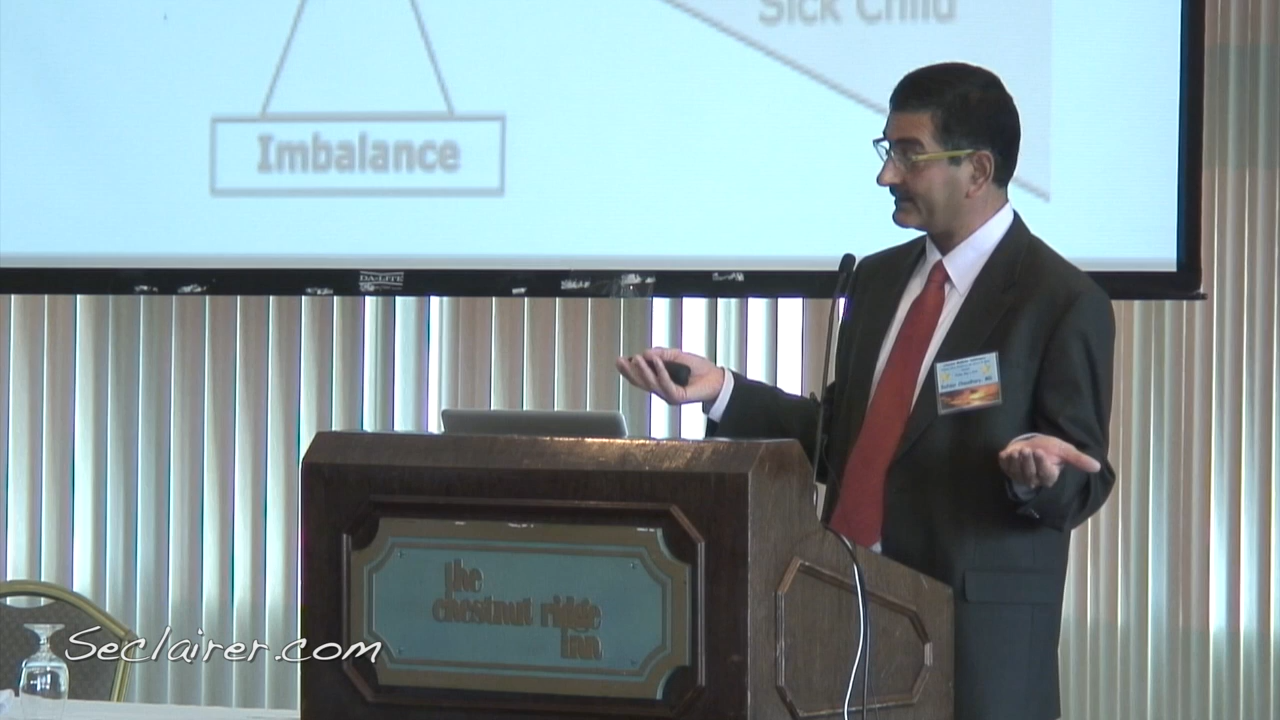 Sick Child
Imbalance
DA-LITE
the
chestnut ridge
inn
Seclairer.com